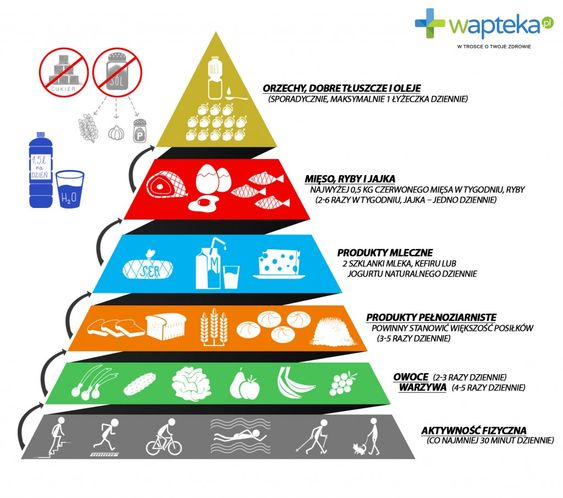 wapteka.pl
W TROSCE O TWOJE ZDROWIE
CUKIER
SÓL
P
1,5L
na
DZIEŃ
H₂O
ORZECHY, DOBRE TŁUSZCZE I OLEJE
(SPORADYCZNIE, MAKSYMALNIE 1 ŁYŻECZKA DZIENNIE)
MIĘSO, RYBY I JAJKA
NAJWYŻEJ 0,5 KG CZERWONEGO MIĘSA W TYGODNIU, RYBY
(2-6 RAZY W TYGODNIU, JAJKA – JEDNO DZIENNIE)
SER
M
PRODUKTY MLECZNE
2 SZKLANKI MLEKA, KEFIRU LUB
JOGURTU NATURALNEGO DZIENNIE
PRODUKTY PEŁNOZIARNISTE
POWINNY STANOWIĆ WIĘKSZOŚĆ POSIŁKÓW
(3-5 RAZY DZIENNIE)
OWOCE (2-3 RAZY DZIENNIE)
WARZYWA (4-5 RAZY DZIENNIE)
AKTYWNOŚĆ FIZYCZNA
(CO NAJMNIEJ 30 MINUT DZIENNIE)